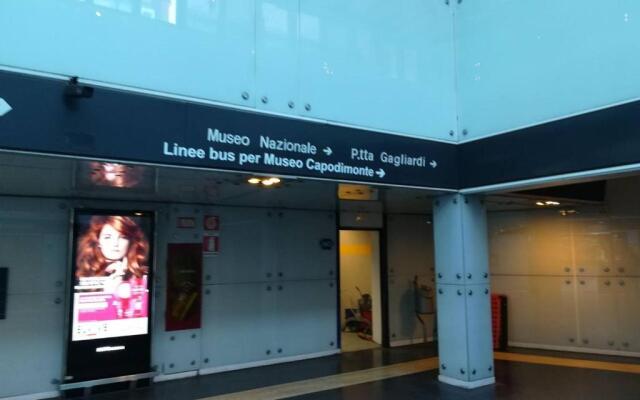 Museo Nazionale → P.tta Gagliardi →
Linee bus per Museo Capodimonte →